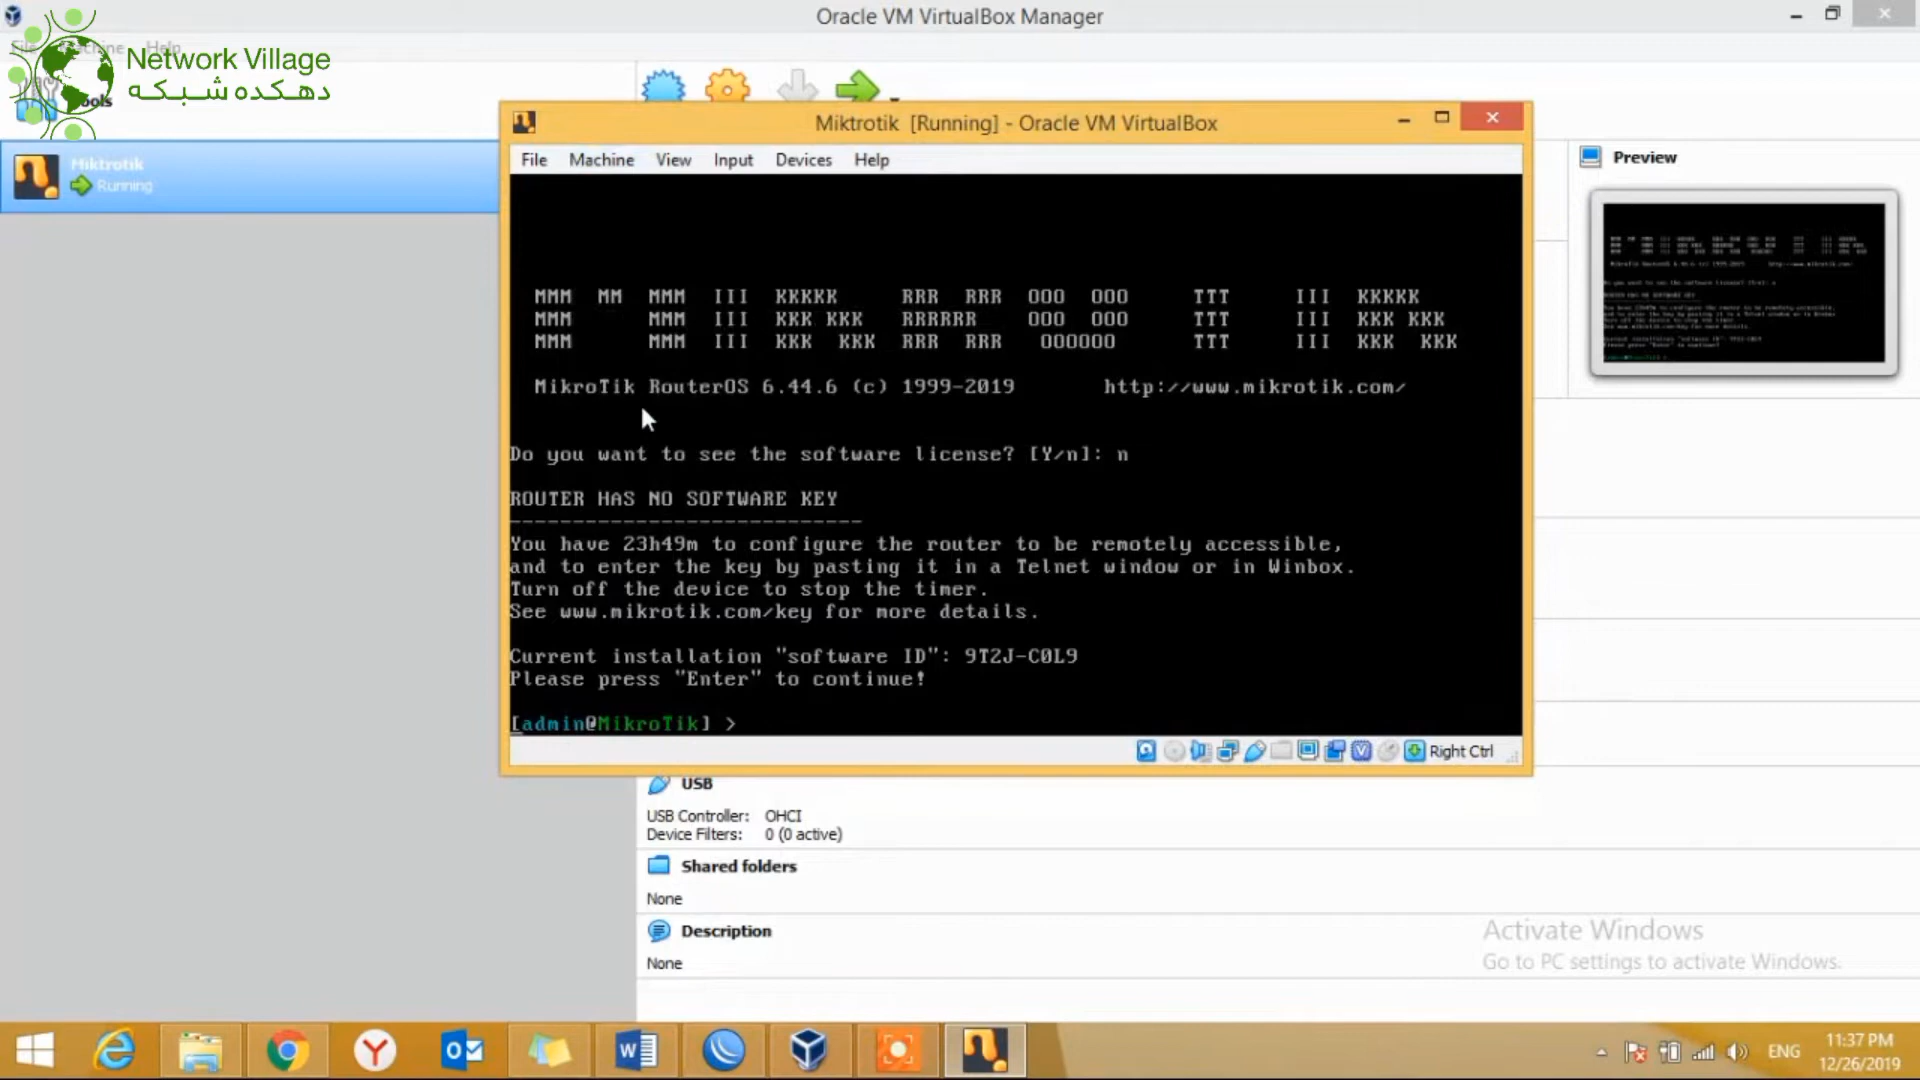 Oracle VM VirtualBox Manager
File Machine Help
Network Village
دهکده شبکه
Tools
Miktrotik
Running
Miktrotik [Running] - Oracle VM VirtualBox
File Machine View Input Devices Help
MMM MM MMM III KKKKK RRR RRR OOO OOO TTT III KKKKK
MMM MMM III KKK KKK RRRRRR OOO OOO TTT III KKK KKK
MMM MMM III KKK KKK RRR RRR OOOOOO TTT III KKK KKK
MikroTik RouterOS 6.44.6 (c) 1999-2019 http://www.mikrotik.com/
Do you want to see the software license? [Y/n]: n
ROUTER HAS NO SOFTWARE KEY
----------------------------
You have 23h49m to configure the router to be remotely accessible,
and to enter the key by pasting it in a Telnet window or in Winbox.
Turn off the device to stop the timer.
See www.mikrotik.com/key for more details.
Current installation "software ID": 9T2J-C0L9
Please press "Enter" to continue!
[admin@MikroTik] >
Right Ctrl
Preview
USB
USB Controller: OHCI
Device Filters: 0 (0 active)
Shared folders
None
Description
None
Activate Windows
Go to PC settings to activate Windows.
ENG
11:37 PM
12/26/2019